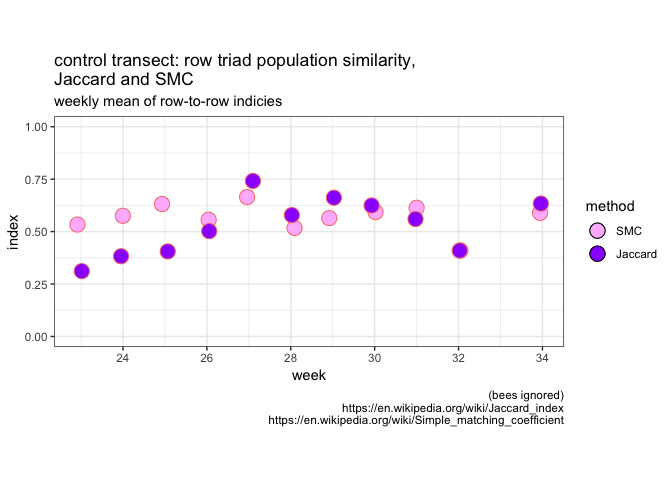 control transect: row triad population similarity,
Jaccard and SMC
weekly mean of row-to-row indicies
1.00
0.75
0.50
0.25
0.00
index
24 26 28 30 32 34
week
method
SMC
Jaccard
(bees ignored)
https://en.wikipedia.org/wiki/Jaccard_index
https://en.wikipedia.org/wiki/Simple_matching_coefficient